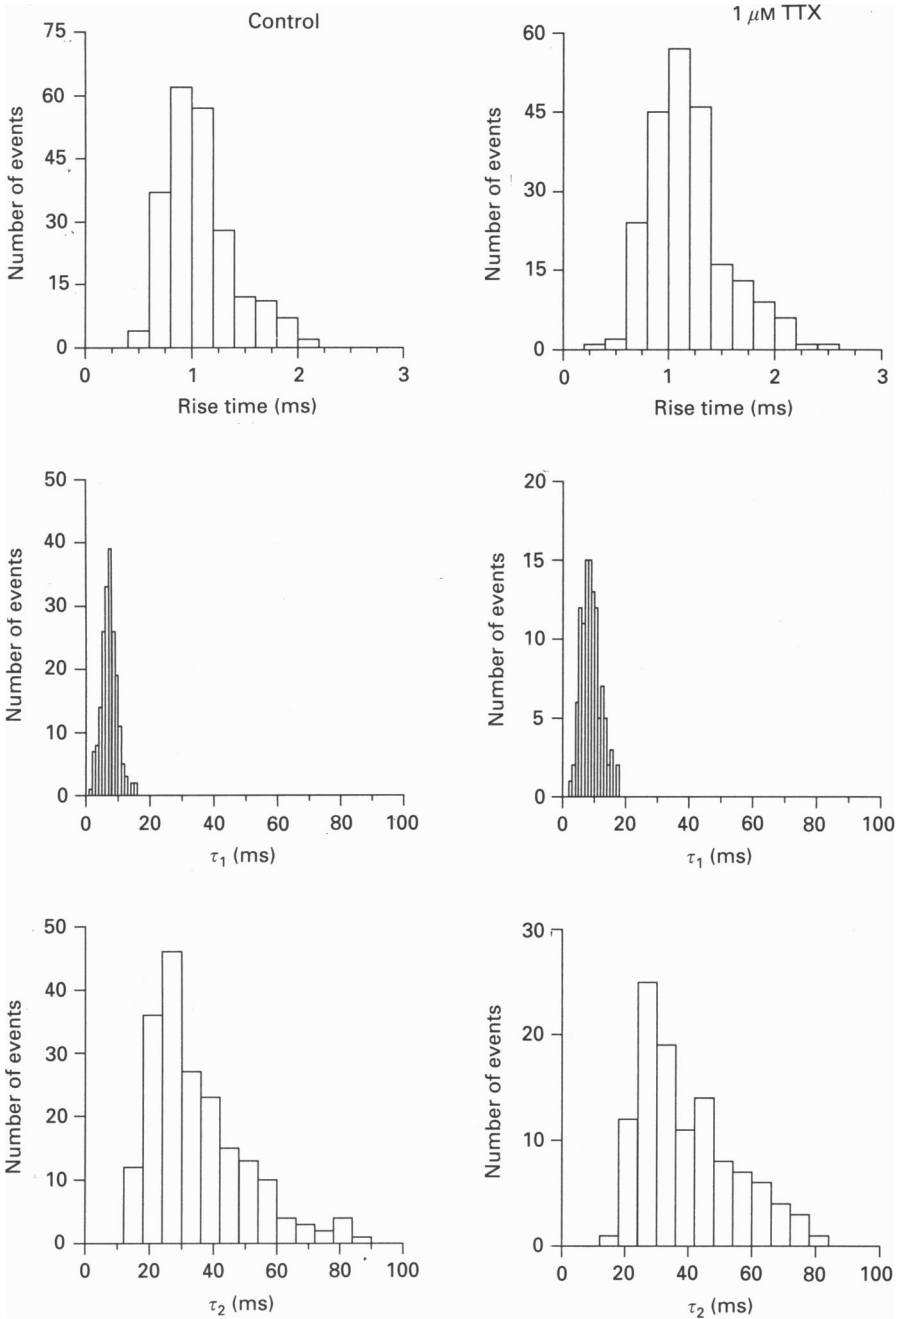 Control
75
60
45
30
15
0
Number of events
0 1 2 3
Rise time (ms)
1 μM TTX
60
45
30
15
0
Number of events
0 1 2 3
Rise time (ms)
50
40
30
20
10
0
Number of events
0 20 40 60 80 100
τ1 (ms)
20
15
10
5
0
Number of events
0 20 40 60 80 100
τ1 (ms)
50
40
30
20
10
0
Number of events
0 20 40 60 80 100
τ2 (ms)
30
20
10
0
Number of events
0 20 40 60 80 100
τ2 (ms)